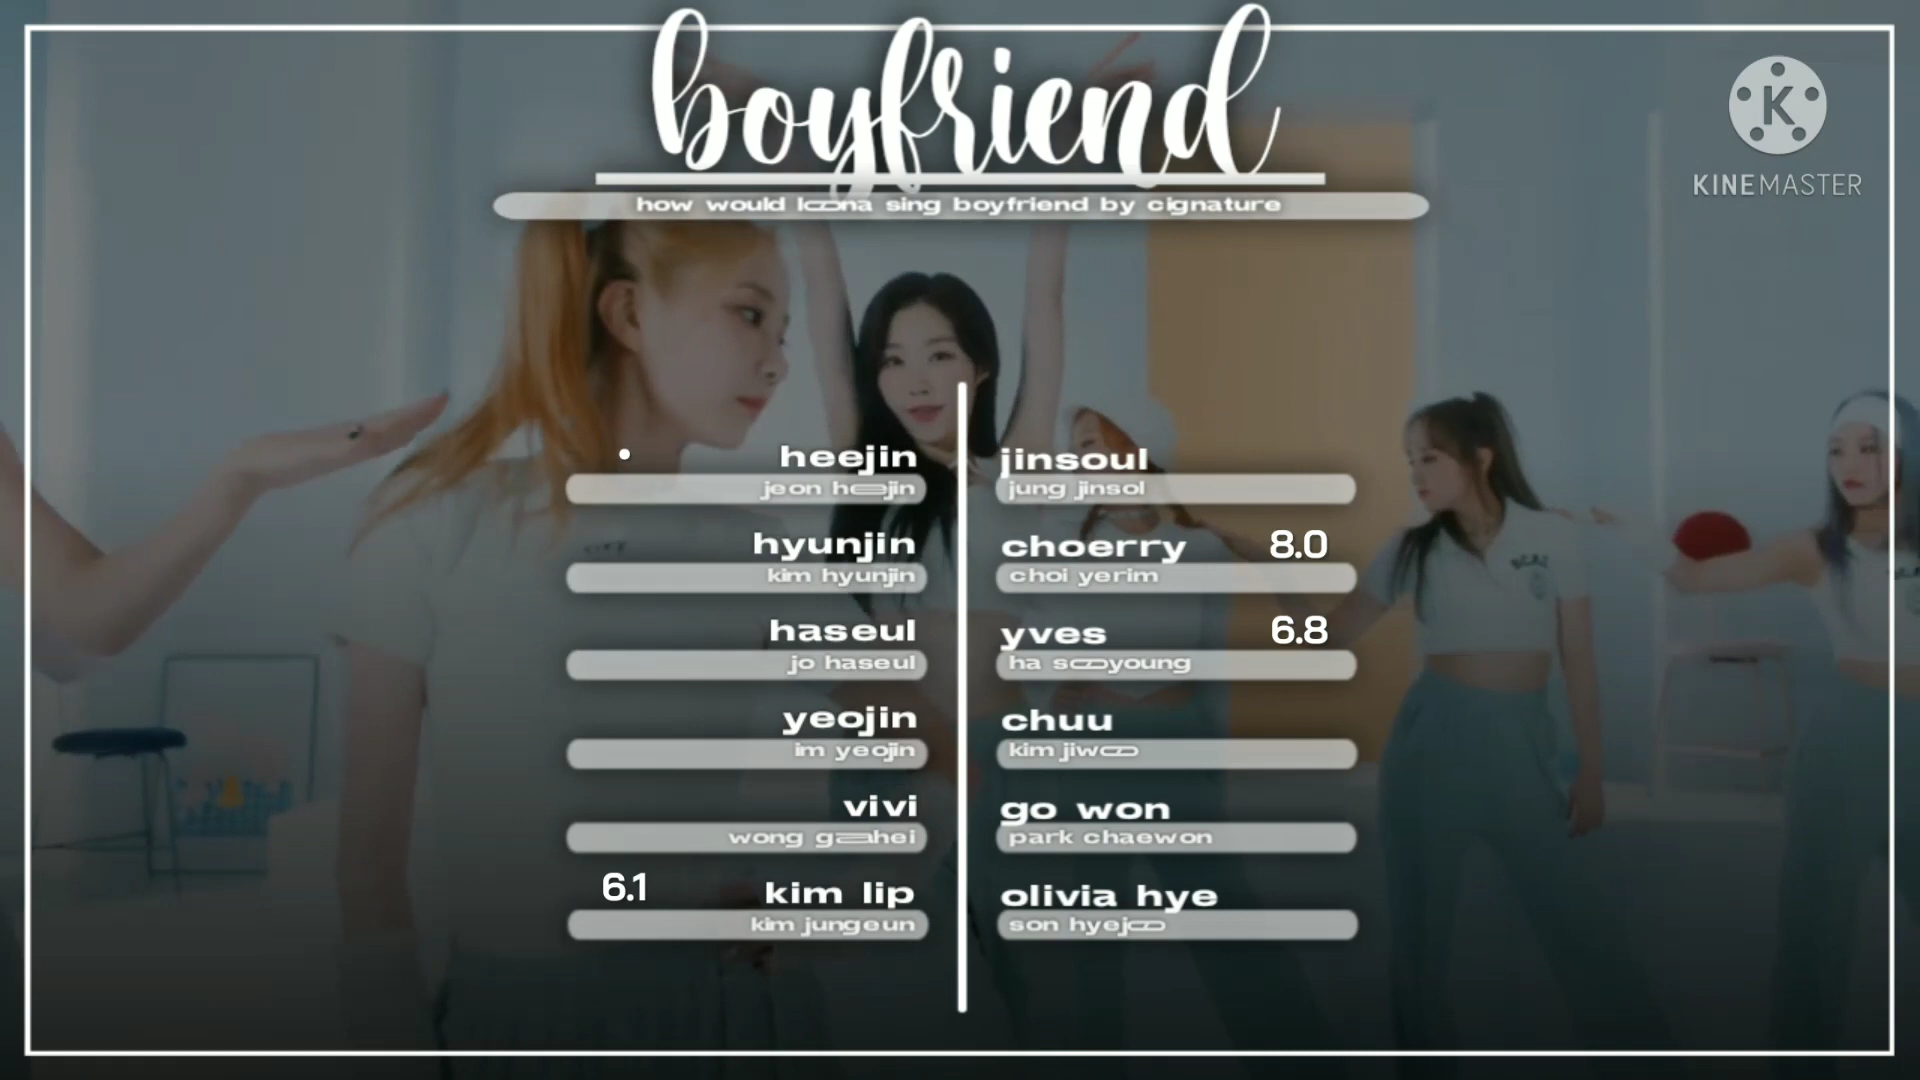 boyfriend
how would loona sing boyfriend by cignature
KINEMASTER
heejin
jeon heejin
hyunjin
kim hyunjin
haseul
jo haseul
yeojin
im yeojin
vivi
wong gaahei
6.1 kim lip
kim jungeun
jinsoul
jung jinsol
choerry 8.0
choi yerim
yves 6.8
ha sooyoung
chuu
kim jiwoo
go won
park chaewon
olivia hye
son hyejoo